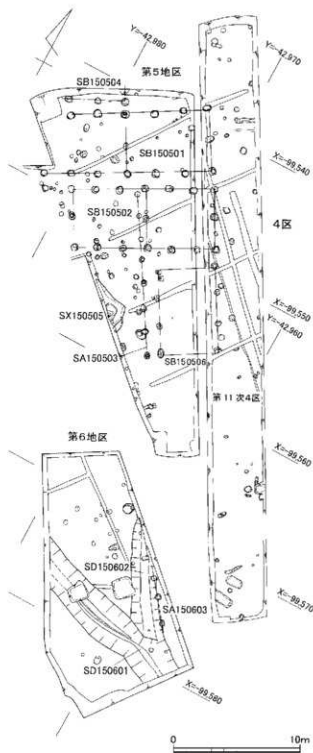 Y=-42,980
SB150504
第5地区
Y=-42,970
SB150501
X=-99,540
SB150502
4区
SX150505
X=-99,550
Y=-42,960
SA150503
SB150506
第11次4区
第6地区
X=-99,560
SD150602
SA150603
X=-99,570
SD150601
X=-99,560
0
10m